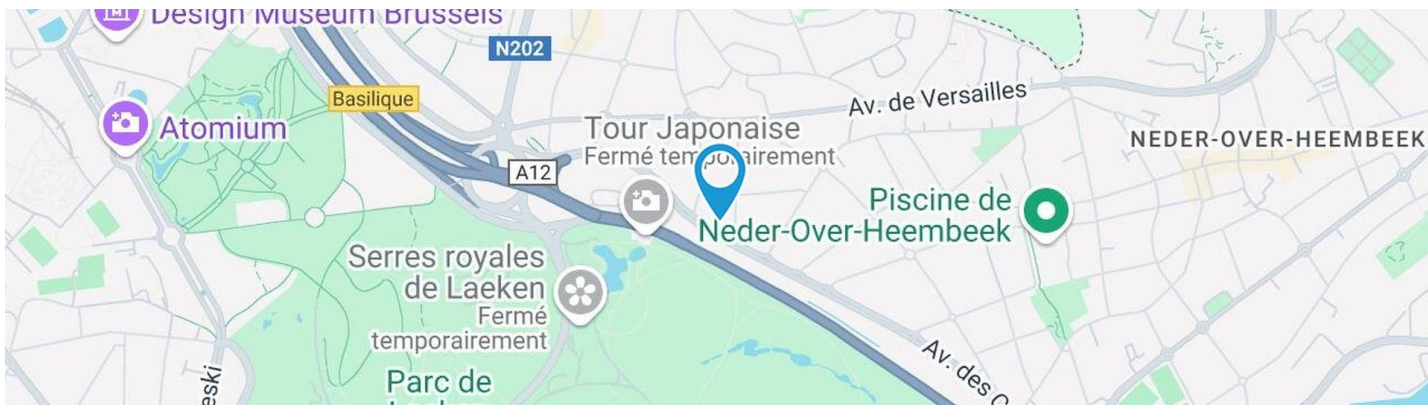 Design Museum Brussels
N202
Basilique
Av. de Versailles
Atomium
Tour Japonaise
Fermé temporairement
NEDER-OVER-HEEMBEEK
A12
Piscine de
Neder-Over-Heembeek
Serres royales
de Laeken
Fermé
temporairement
Av. des
Parc de
eski